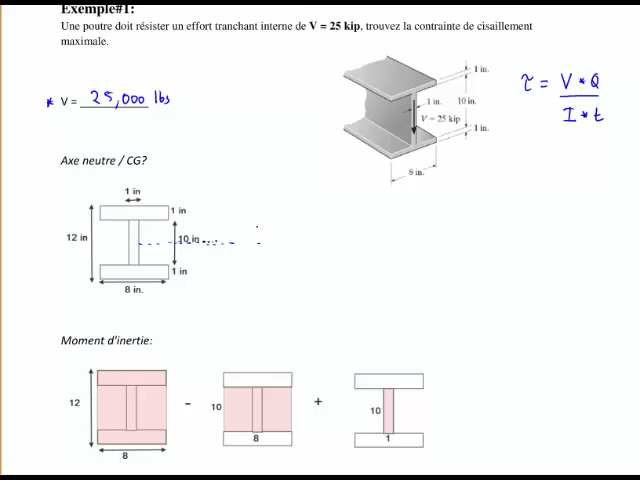 Exemple#1:
Une poutre doit résister un effort tranchant interne de V = 25 kip, trouvez la contrainte de cisaillement
maximale.
* V = 25,000 lbs
τ = V * Q
I * t
1 in.
1 in.
10 in.
V = 25 kip
1 in.
8 in.
Axe neutre / CG?
1 in
1 in
12 in
10 in
1 in
8 in.
Moment d'inertie:
12
8
-
10
8
+
10
1